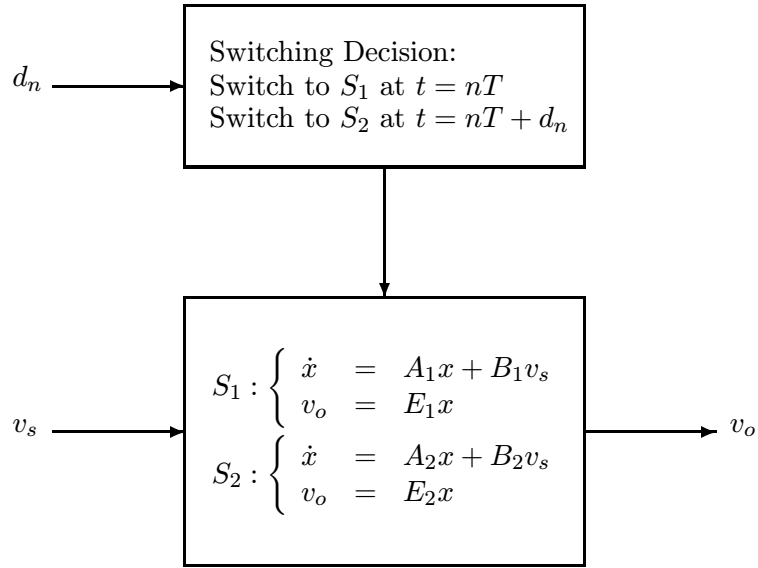 Switching Decision:
d_n
Switch to S_1 at t = nT
Switch to S_2 at t = nT + d_n
S_1 : { ẋ = A_1x + B_1v_s
v_o = E_1x
v_s
v_o
S_2 : { ẋ = A_2x + B_2v_s
v_o = E_2x